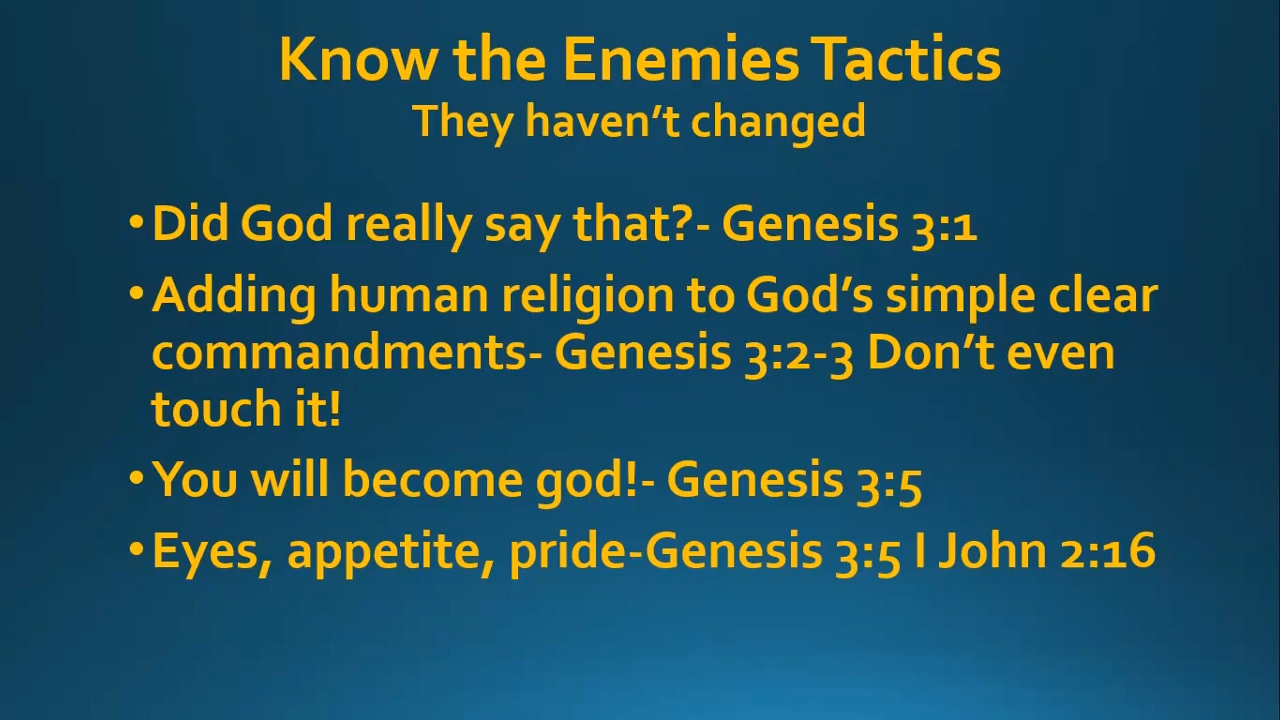 Know the Enemies Tactics
They haven’t changed
•Did God really say that?- Genesis 3:1
•Adding human religion to God’s simple clear
commandments- Genesis 3:2-3 Don’t even
touch it!
•You will become god!- Genesis 3:5
•Eyes, appetite, pride-Genesis 3:5 I John 2:16